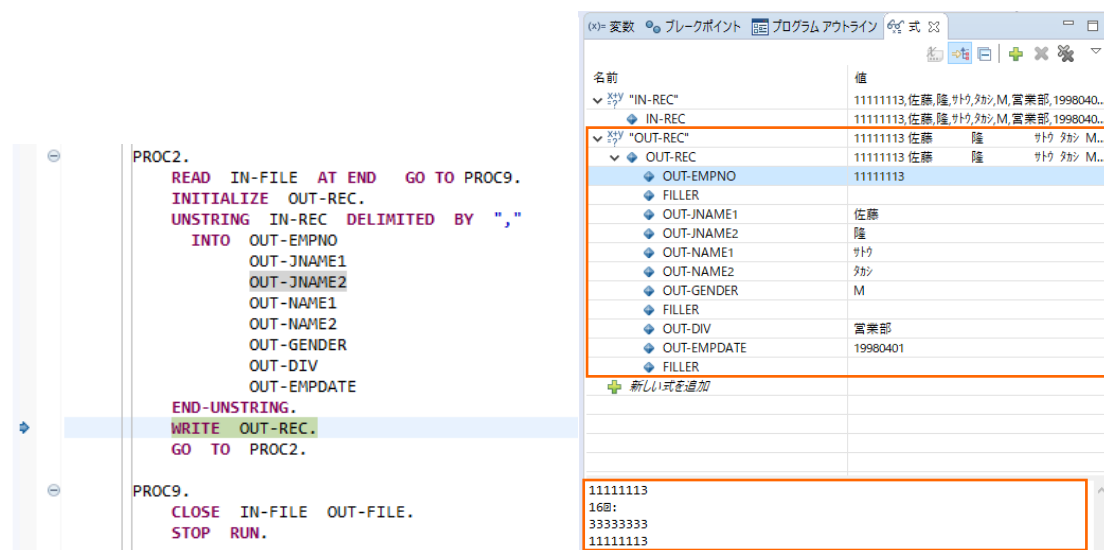 PROC2.
READ IN-FILE AT END GO TO PROC9.
INITIALIZE OUT-REC.
UNSTRING IN-REC DELIMITED BY ","
INTO OUT-EMPNO
OUT-JNAME1
OUT-JNAME2
OUT-NAME1
OUT-NAME2
OUT-GENDER
OUT-DIV
OUT-EMPDATE
END-UNSTRING.
WRITE OUT-REC.
GO TO PROC2.
PROC9.
CLOSE IN-FILE OUT-FILE.
STOP RUN.
(x)= 変数 ブレークポイント プログラム アウトライン 式
名前 値
"IN-REC" 11111113,佐藤,隆,ｻﾄｳ,ﾀｶｼ,M,営業部,1998040...
IN-REC 11111113,佐藤,隆,ｻﾄｳ,ﾀｶｼ,M,営業部,1998040...
"OUT-REC" 11111113 佐藤 隆 ｻﾄｳ ﾀｶｼ M...
OUT-REC 11111113 佐藤 隆 ｻﾄｳ ﾀｶｼ M...
OUT-EMPNO 11111113
FILLER
OUT-JNAME1 佐藤
OUT-JNAME2 隆
OUT-NAME1 ｻﾄｳ
OUT-NAME2 ﾀｶｼ
OUT-GENDER M
FILLER
OUT-DIV 営業部
OUT-EMPDATE 19980401
FILLER
新しい式を追加
11111113
16回:
33333333
11111113